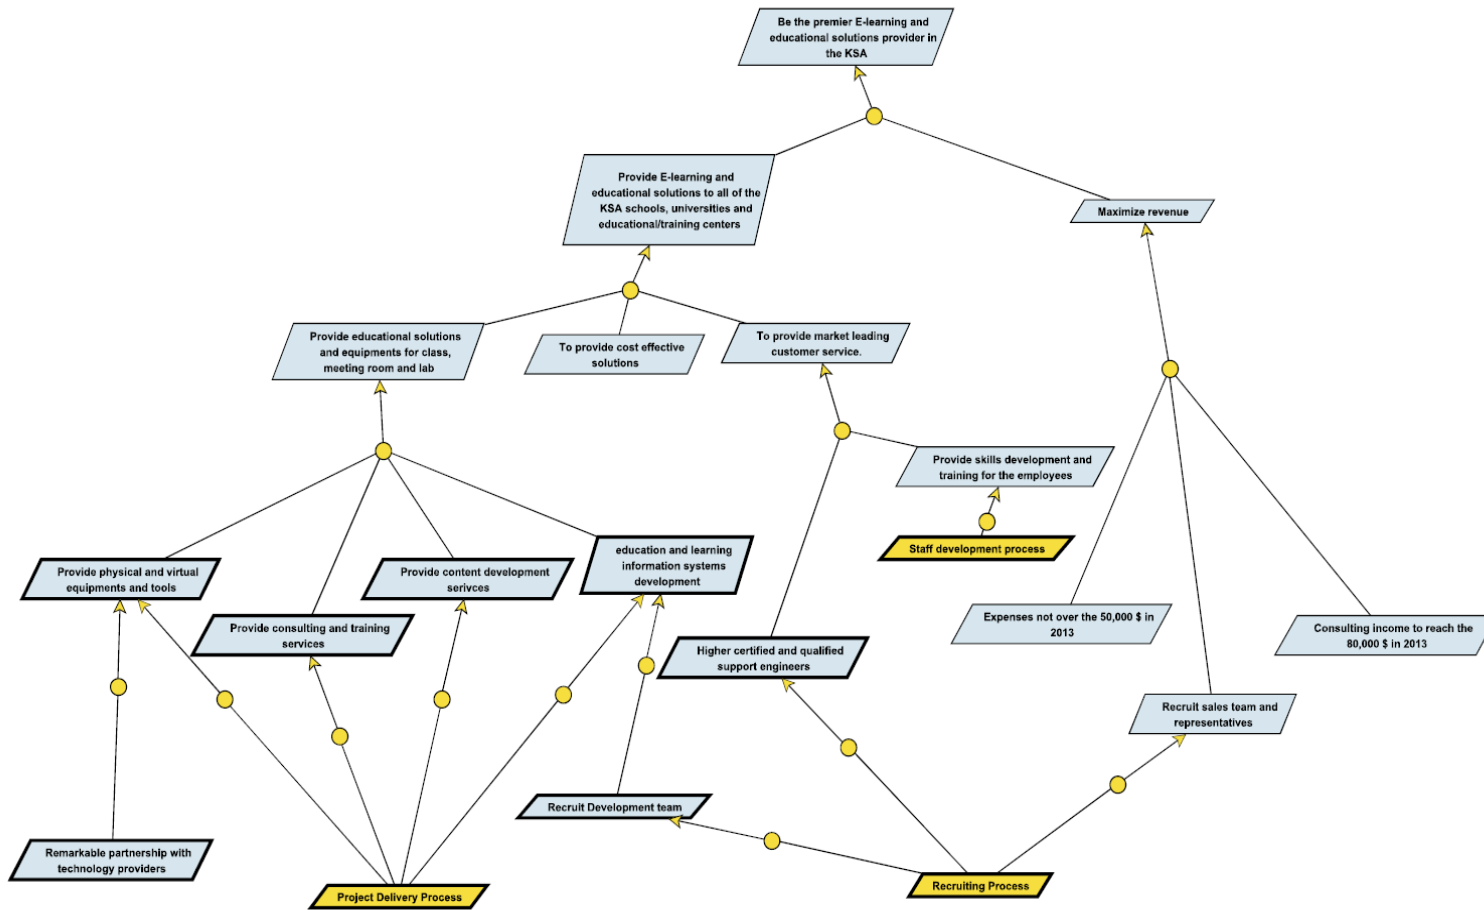 Be the premier E-learning and
educational solutions provider in
the KSA
Provide E-learning and
educational solutions to all of the
KSA schools, universities and
educational/training centers
Maximize revenue
Provide educational solutions
and equipments for class,
meeting room and lab
To provide cost effective
solutions
To provide market leading
customer service.
Provide skills development and
training for the employees
Staff development process
Provide physical and virtual
equipments and tools
Provide consulting and training
services
Provide content development
serivces
education and learning
information systems
development
Higher certified and qualified
support engineers
Expenses not over the 50,000 $ in
2013
Consulting income to reach the
80,000 $ in 2013
Recruit sales team and
representatives
Recruit Development team
Remarkable partnership with
technology providers
Project Delivery Process
Recruiting Process